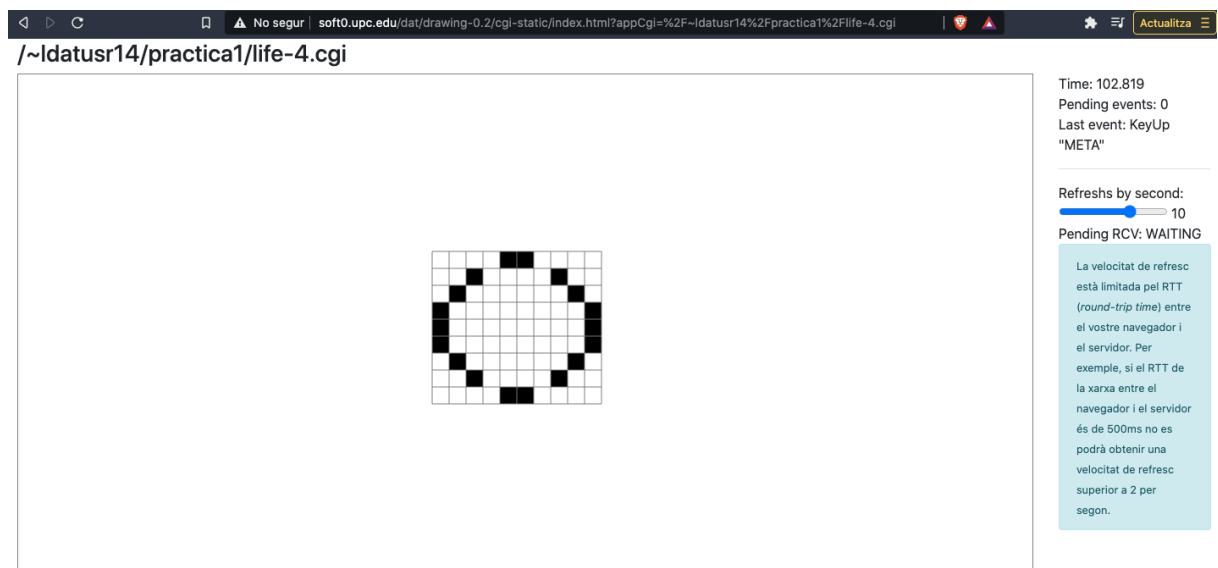 No segur soft0.upc.edu/dat/drawing-0.2/cgi-static/index.html?appCgi=%2F~ldatusr14%2Fpractica1%2Flife-4.cgi Actualitza
/~ldatusr14/practica1/life-4.cgi
Time: 102.819
Pending events: 0
Last event: KeyUp
"META"
Refreshs by second:
10
Pending RCV: WAITING
La velocitat de refresc
està limitada pel RTT
(round-trip time) entre
el vostre navegador i
el servidor. Per
exemple, si el RTT de
la xarxa entre el
navegador i el servidor
és de 500ms no es
podrà obtenir una
velocitat de refresc
superior a 2 per
segon.